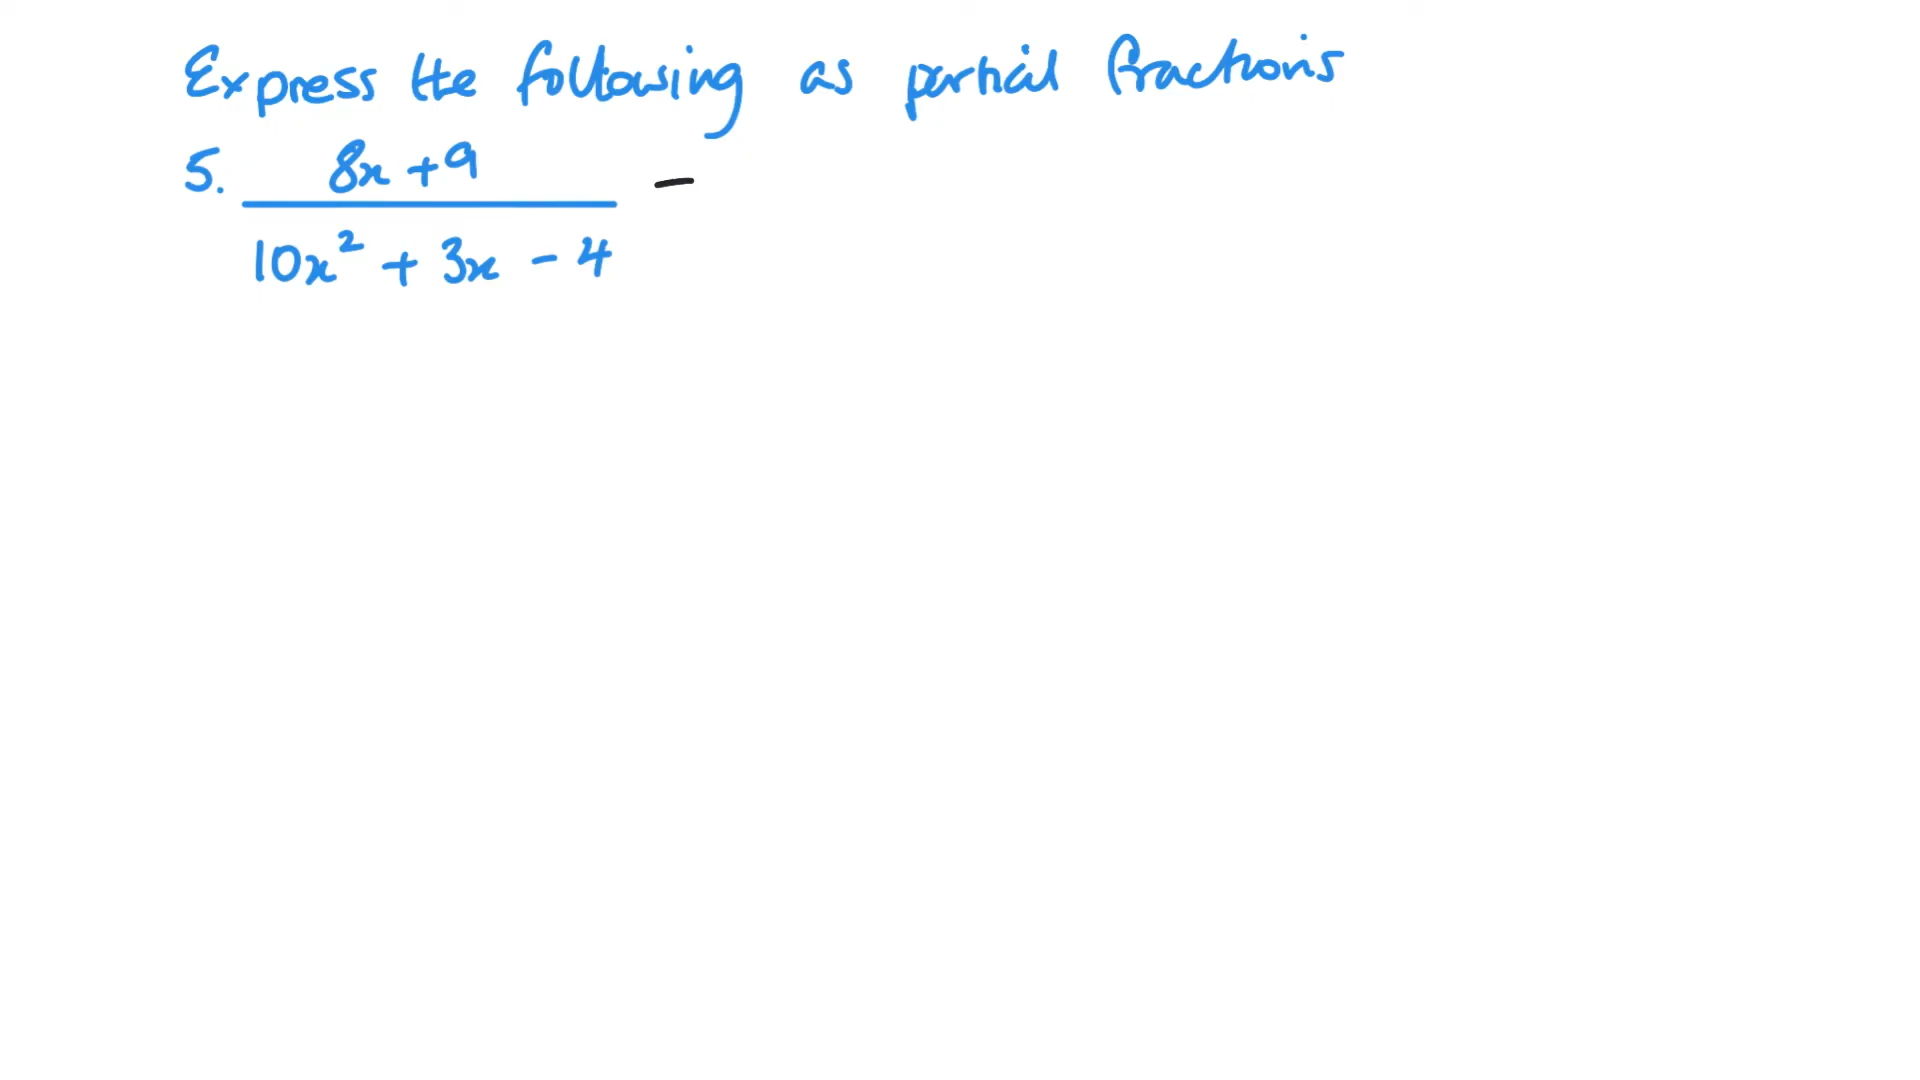 Express the following as partial fractions
5. 8x + 9 –
10x² + 3x - 4